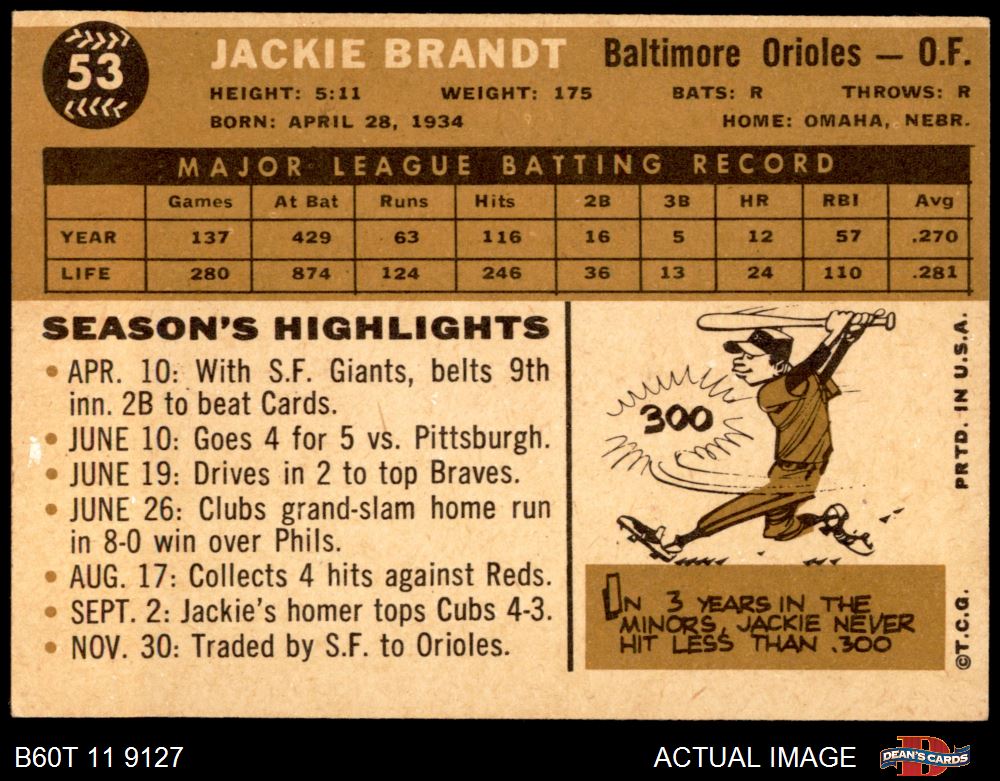 53
JACKIE BRANDT Baltimore Orioles — O.F.
HEIGHT: 5:11 WEIGHT: 175 BATS: R THROWS: R
BORN: APRIL 28, 1934 HOME: OMAHA, NEBR.
MAJOR LEAGUE BATTING RECORD
Games At Bat Runs Hits 2B 3B HR RBI Avg
YEAR 137 429 63 116 16 5 12 57 .270
LIFE 280 874 124 246 36 13 24 110 .281
SEASON'S HIGHLIGHTS
• APR. 10: With S.F. Giants, belts 9th
inn. 2B to beat Cards.
• JUNE 10: Goes 4 for 5 vs. Pittsburgh.
• JUNE 19: Drives in 2 to top Braves.
• JUNE 26: Clubs grand-slam home run
in 8-0 win over Phils.
• AUG. 17: Collects 4 hits against Reds.
• SEPT. 2: Jackie's homer tops Cubs 4-3.
• NOV. 30: Traded by S.F. to Orioles.
300
IN 3 YEARS IN THE
MINORS, JACKIE NEVER
HIT LESS THAN .300
PRTD. IN U.S.A.
©T.C.G.
B60T 11 9127 ACTUAL IMAGE DEAN'S CARDS